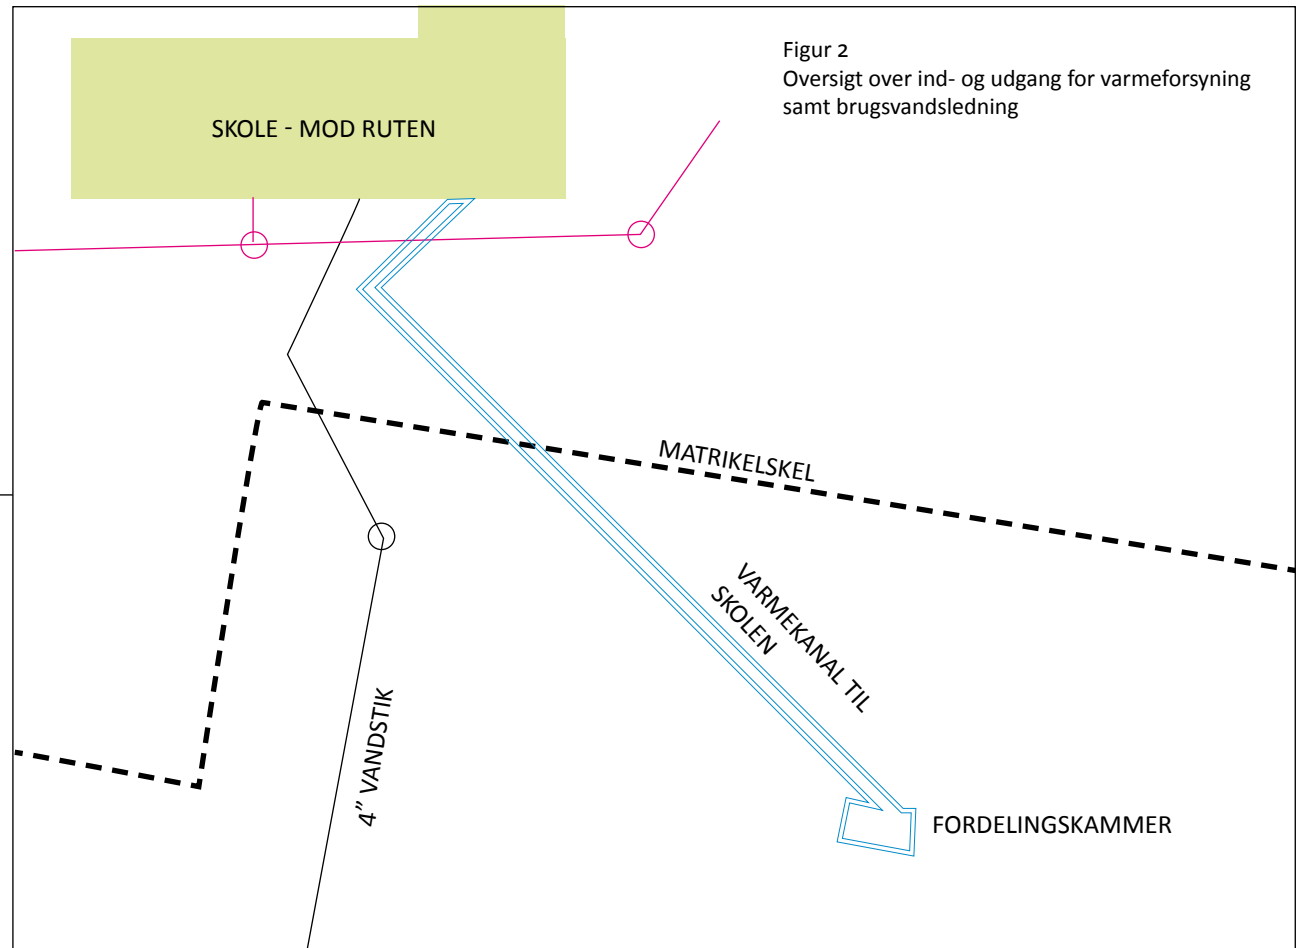 Figur 2
Oversigt over ind- og udgang for varmeforsyning
samt brugsvandsledning
SKOLE - MOD RUTEN
MATRIKELSKEL
VARMEKANAL TIL
SKOLEN
4” VANDSTIK
FORDELINGSKAMMER